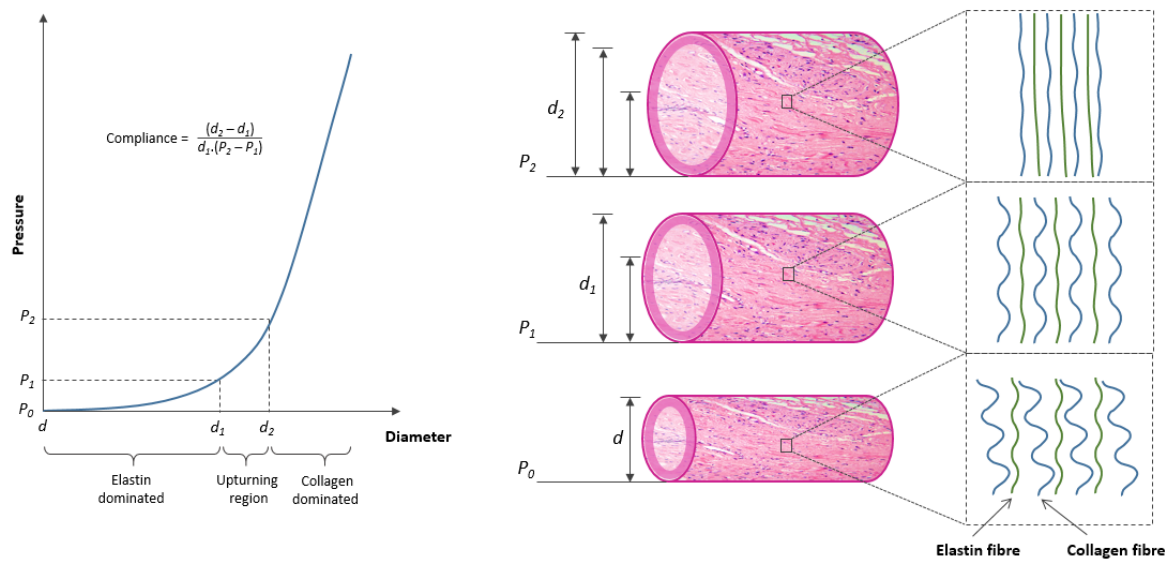 Pressure
Compliance = (d₂ – d₁)
d₁.(P₂ – P₁)
P₂
P₁
P₀
d
d₁
d₂
Diameter
Elastin
dominated
Upturning
region
Collagen
dominated
d₂
P₂
d₁
P₁
d
P₀
Elastin fibre
Collagen fibre